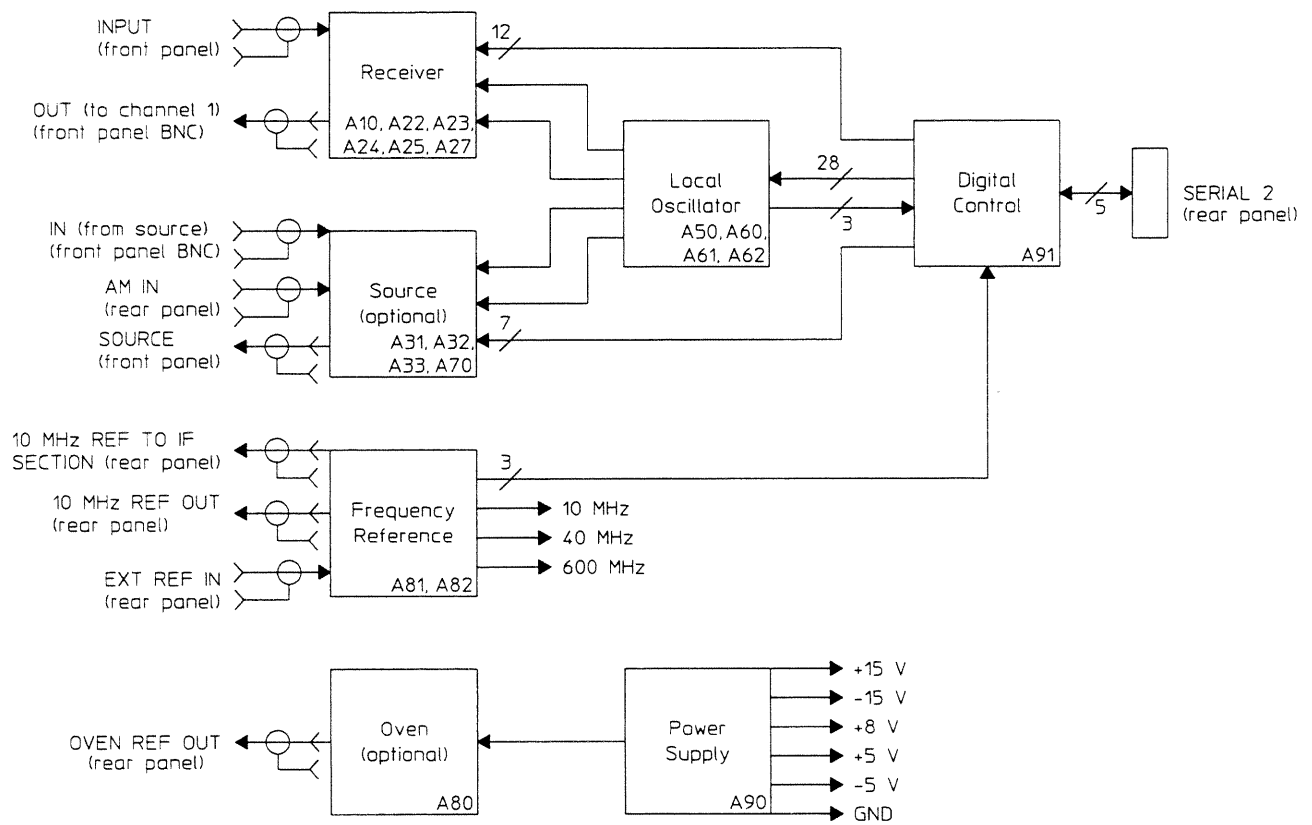 INPUT
(front panel)
OUT (to channel 1)
(front panel BNC)
Receiver
A10, A22, A23,
A24, A25, A27
12
IN (from source)
(front panel BNC)
AM IN
(rear panel)
SOURCE
(front panel)
Source
(optional)
A31, A32,
A33, A70
7
Local
Oscillator
A50, A60,
A61, A62
28
3
Digital
Control
A91
5
SERIAL 2
(rear panel)
10 MHz REF TO IF
SECTION (rear panel)
10 MHz REF OUT
(rear panel)
EXT REF IN
(rear panel)
Frequency
Reference
A81, A82
3
10 MHz
40 MHz
600 MHz
OVEN REF OUT
(rear panel)
Oven
(optional)
A80
Power
Supply
A90
+15 V
-15 V
+8 V
+5 V
-5 V
GND